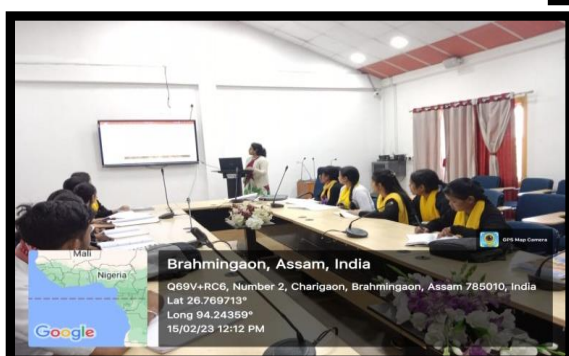 GPS Map Camera
Mali
Nigeria
Google
Brahmingaon, Assam, India
Q69V+RC6, Number 2, Charigaon, Brahmingaon, Assam 785010, India
Lat 26.769713°
Long 94.24359°
15/02/23 12:12 PM